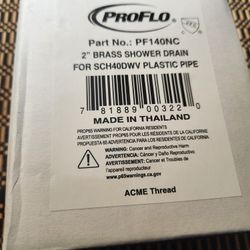 PROFLO
Part No.: PF140NC
2" BRASS SHOWER DRAIN
FOR SCH40DWV PLASTIC PIPE
7 81889 00322 0
MADE IN THAILAND
PROP65 WARNING FOR CALIFORNIA RESIDENTS
ADVERTENCIA PROP65 PARA LOS RESIDENTES DE CALIFORNIA
PROPOSITION 65 AVERTISSEMENT POUR LES RÉSIDENTS DE CALIFORNIE
WARNING: Cancer and Reproductive Harm
ADVERTENCIA: Cáncer y Daño Reproductivo
AVERTISSEMENT: Cancer et Troubles
de l'appareil reproducteur
www.p65warnings.ca.gov
ACME Thread